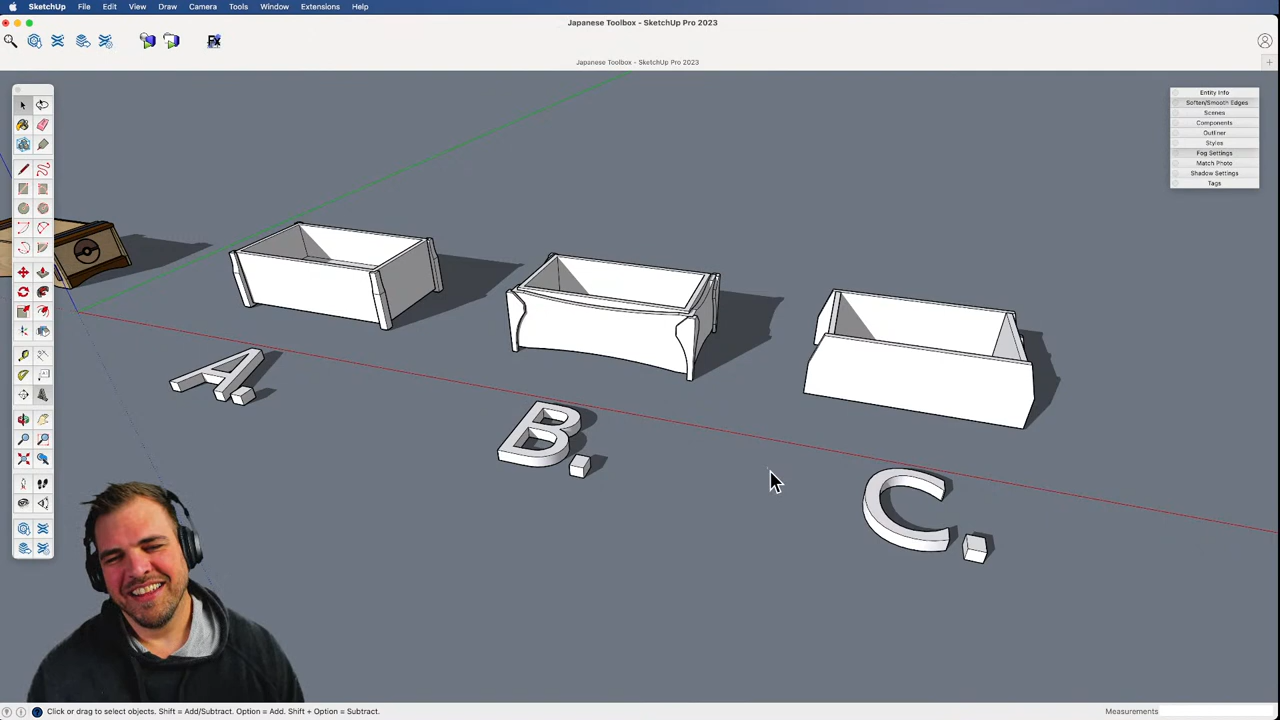 SketchUp File Edit View Draw Camera Tools Window Extensions Help
Japanese Toolbox - SketchUp Pro 2023
Japanese Toolbox - SketchUp Pro 2023
Entity Info
Soften/Smooth Edges
Scenes
Components
Outliner
Styles
Fog Settings
Match Photo
Shadow Settings
Tags
A.
B.
C.
Click or drag to select objects. Shift = Add/Subtract. Option = Add. Shift + Option = Subtract.
Measurements